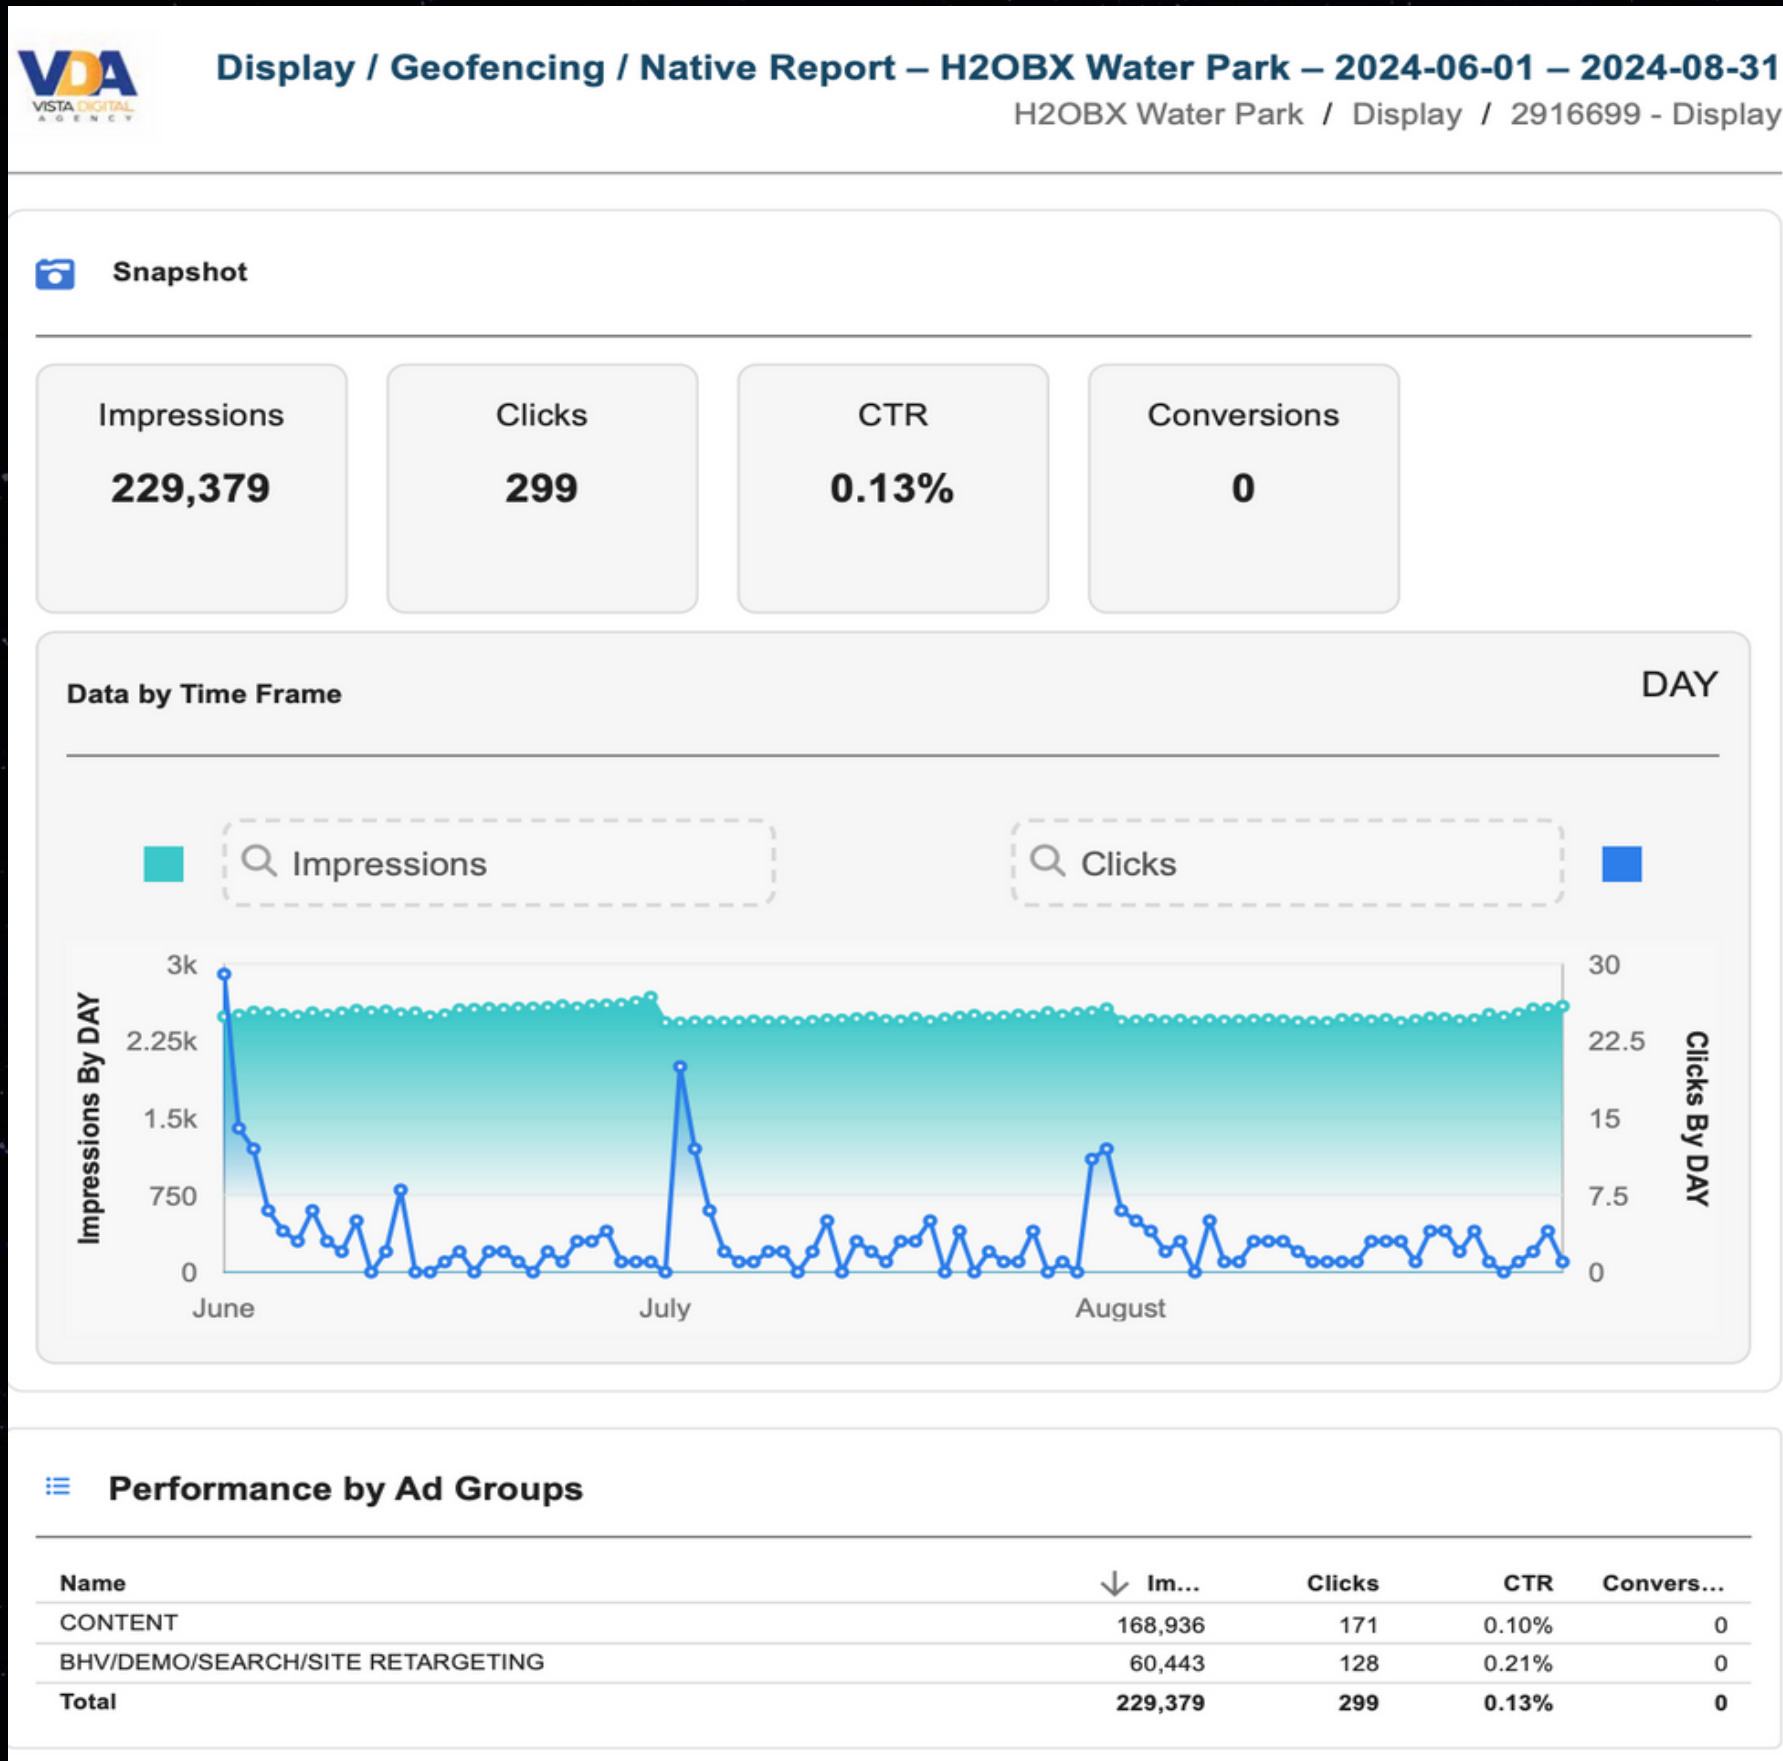 VDA
VISTA DIGITAL
AGENCY
Display / Geofencing / Native Report – H2OBX Water Park – 2024-06-01 – 2024-08-31
H2OBX Water Park / Display / 2916699 - Display
Snapshot
Impressions Clicks CTR Conversions
229,379 299 0.13% 0
Data by Time Frame DAY
Impressions Clicks
Impressions By DAY
3k
2.25k
1.5k
750
0
30
22.5
15
7.5
0
Clicks By DAY
June July August
Performance by Ad Groups
Name Im... Clicks CTR Convers...
CONTENT 168,936 171 0.10% 0
BHV/DEMO/SEARCH/SITE RETARGETING 60,443 128 0.21% 0
Total 229,379 299 0.13% 0